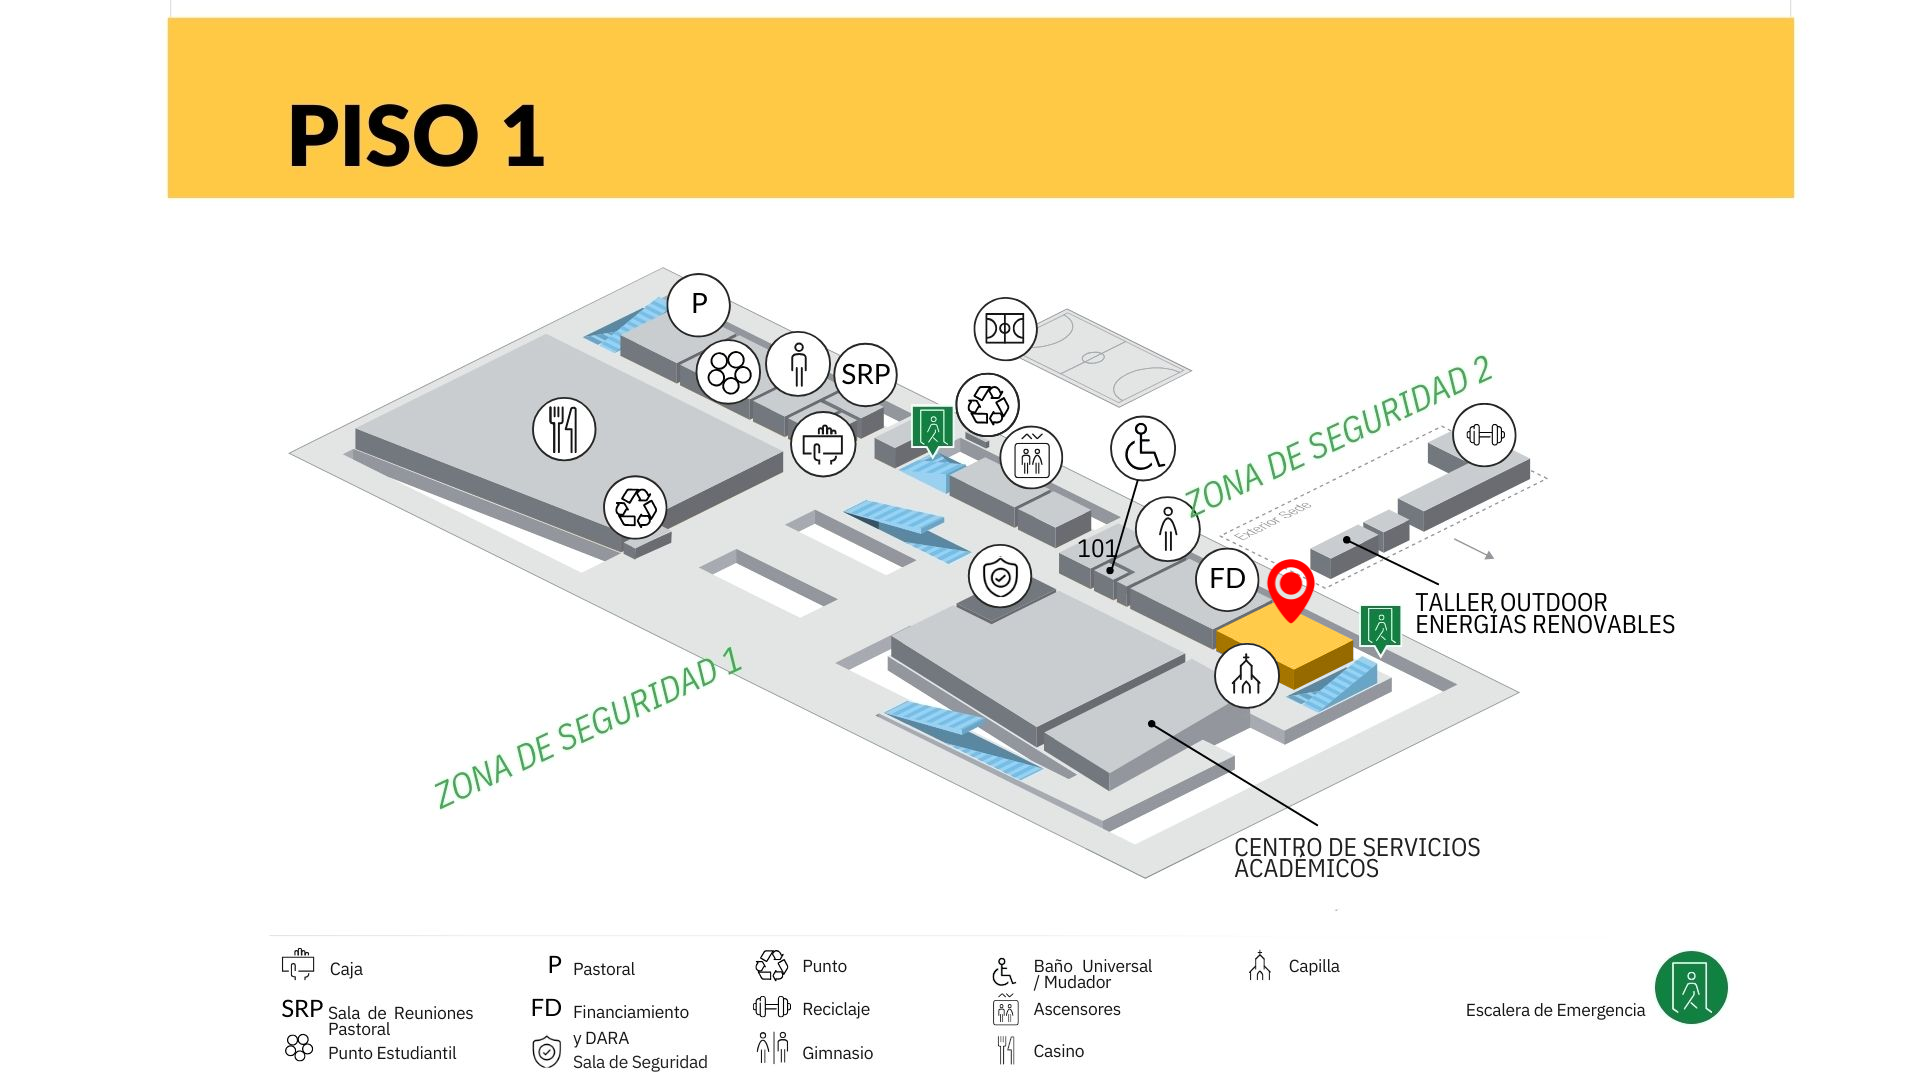 PISO 1
P
SRP
ZONA DE SEGURIDAD 2
101
Exterior Sede
FD
TALLER OUTDOOR
ENERGÍAS RENOVABLES
ZONA DE SEGURIDAD 1
CENTRO DE SERVICIOS
ACADÉMICOS
Caja
SRP Sala de Reuniones
Pastoral
Punto Estudiantil
P Pastoral
FD Financiamiento
y DARA
Sala de Seguridad
Punto
Reciclaje
Gimnasio
Baño Universal
/ Mudador
Ascensores
Casino
Capilla
Escalera de Emergencia